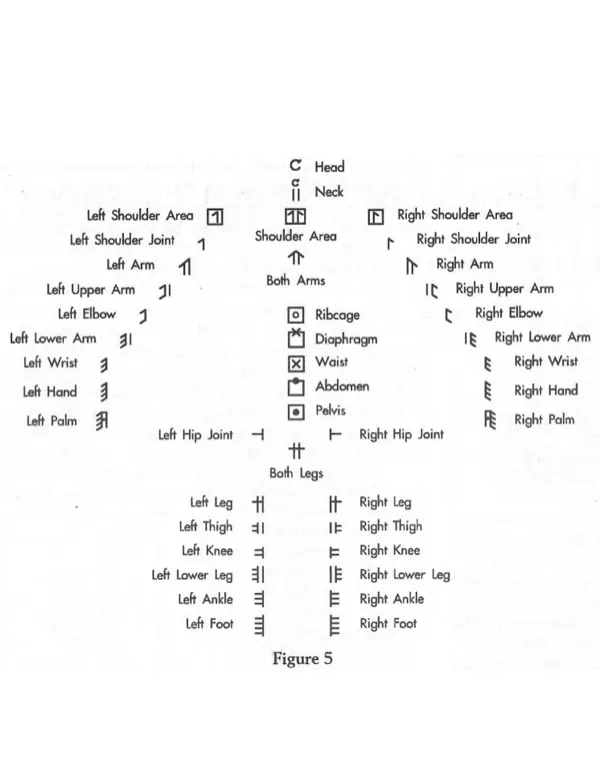 Head
Neck
Left Shoulder Area
Right Shoulder Area
Shoulder Area
Left Shoulder Joint
Right Shoulder Joint
Left Arm
Right Arm
Both Arms
Left Upper Arm
Right Upper Arm
Left Elbow
Ribcage
Right Elbow
Left Lower Arm
Diaphragm
Right Lower Arm
Left Wrist
Waist
Right Wrist
Left Hand
Abdomen
Right Hand
Left Palm
Pelvis
Right Palm
Left Hip Joint
Right Hip Joint
Both Legs
Left Leg
Right Leg
Left Thigh
Right Thigh
Left Knee
Right Knee
Left Lower Leg
Right Lower Leg
Left Ankle
Right Ankle
Left Foot
Right Foot
Figure 5